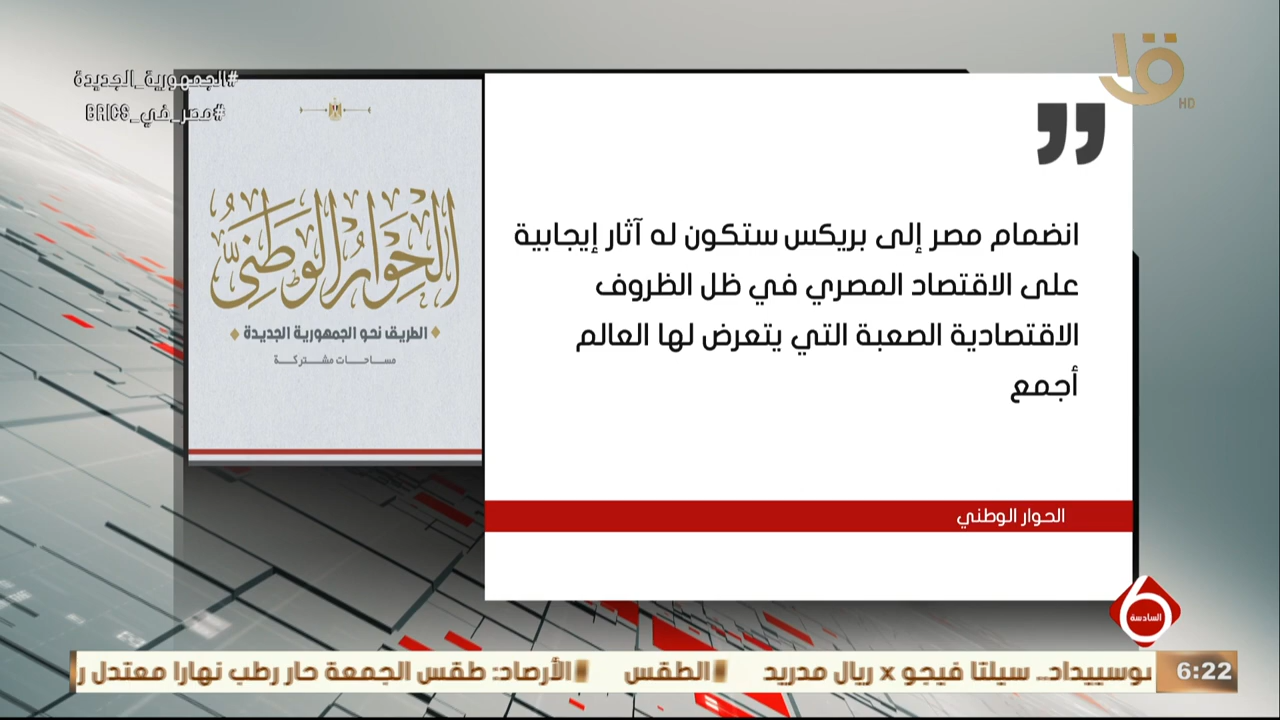 #الجمهورية_الجديدة
#مصر_في_BRICS
HD
الحوار الوطني
الطريق نحو الجمهورية الجديدة
مساحات مشتركة
انضمام مصر إلى بريكس ستكون له آثار إيجابية
على الاقتصاد المصري في ظل الظروف
الاقتصادية الصعبة التي يتعرض لها العالم
أجمع
الحوار الوطني
6
السادسة
6:22
سيلتا فيجو x ريال مدريد الطقس الأرصاد: طقس الجمعة حار رطب نهارا معتدل